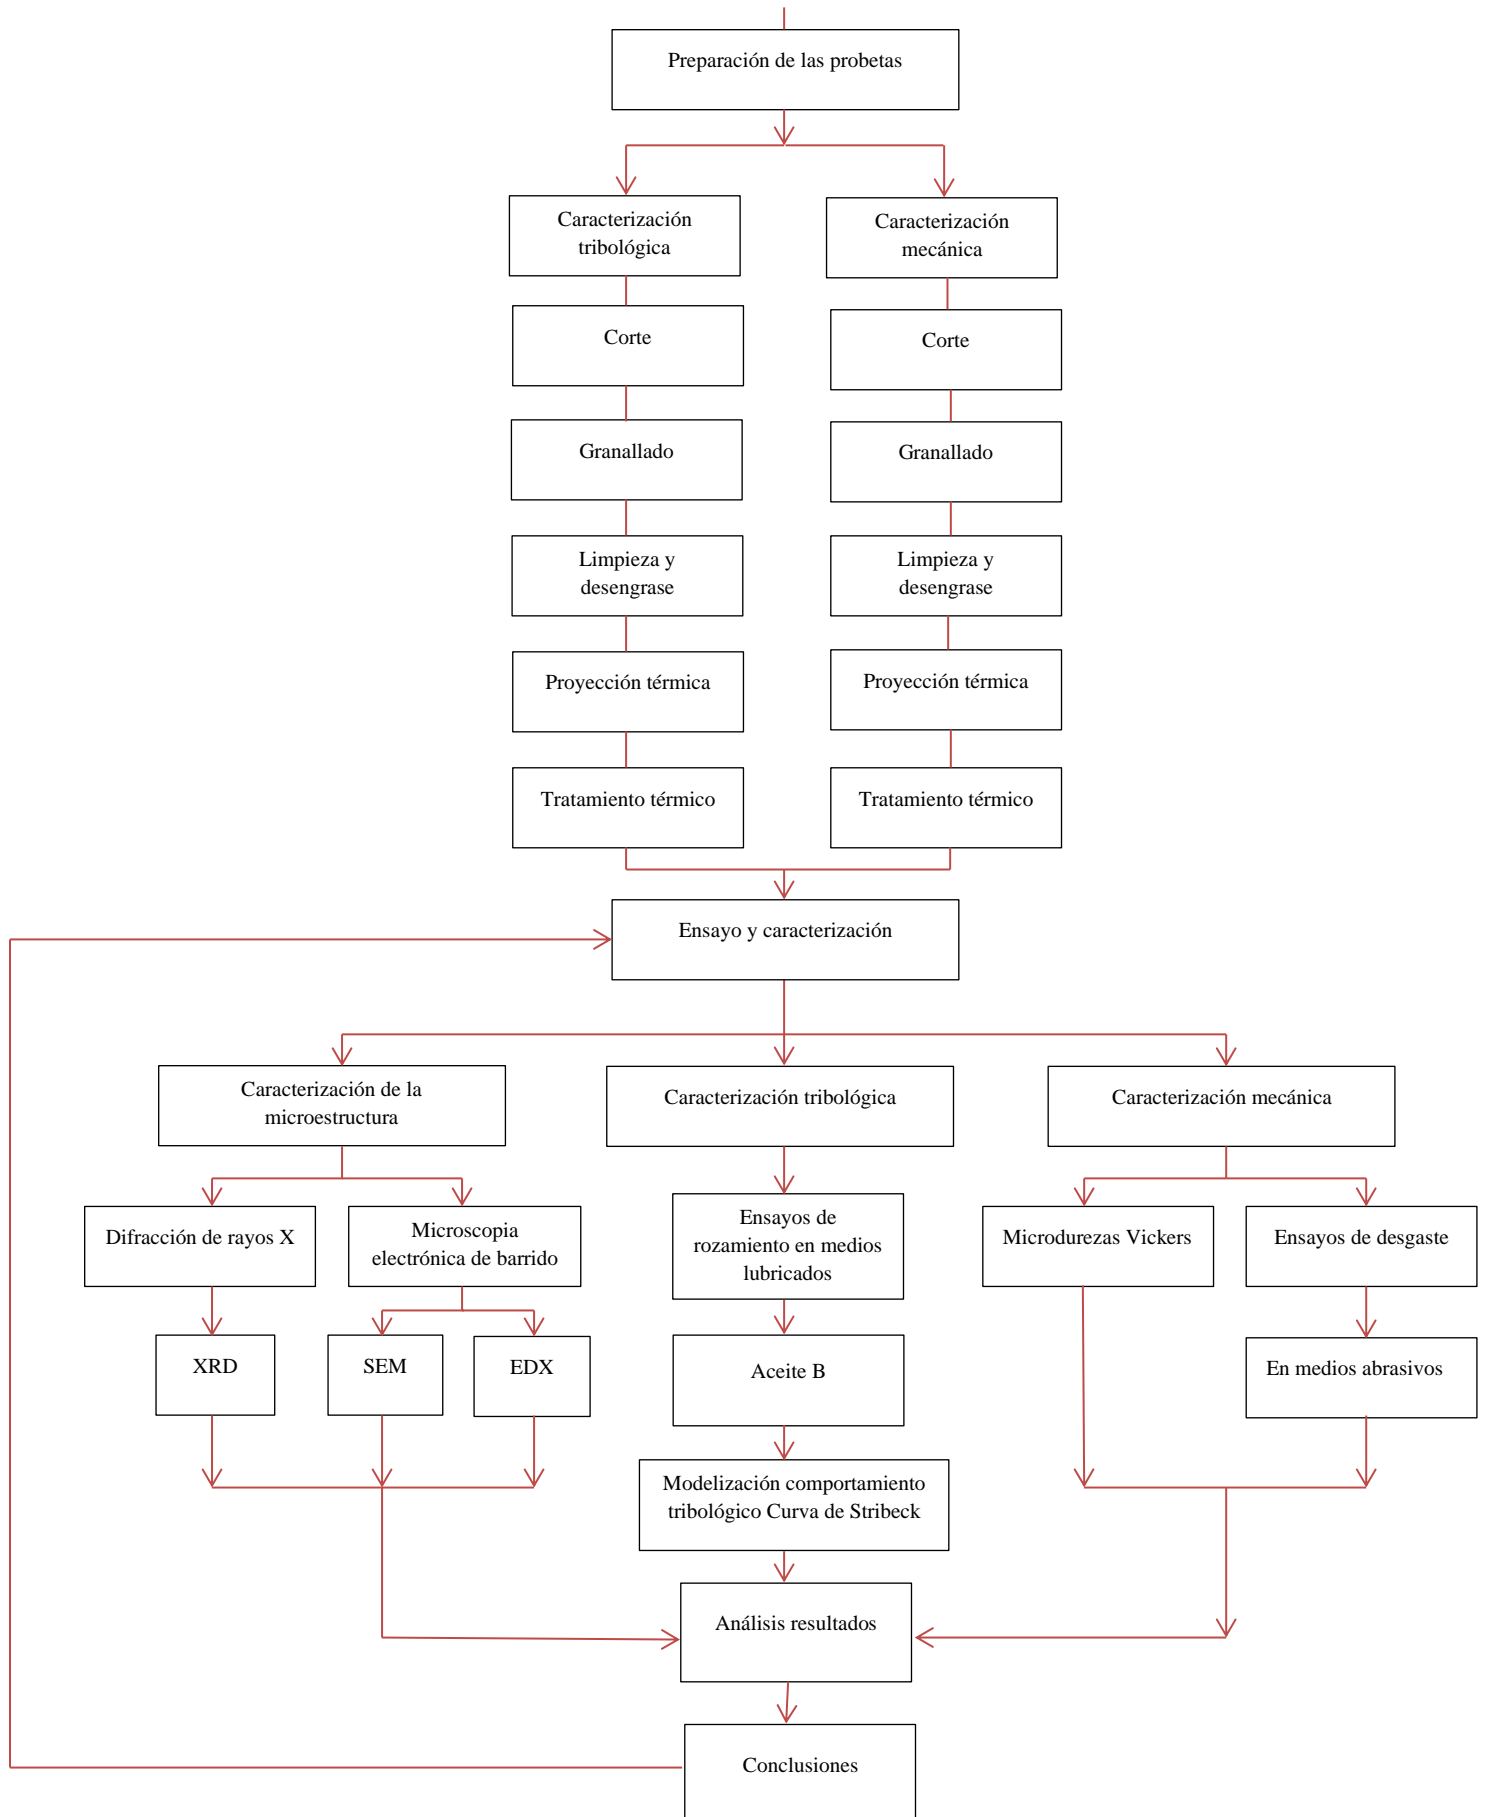 Preparación de las probetas
Caracterización
tribológica
Caracterización
mecánica
Corte
Corte
Granallado
Granallado
Limpieza y
desengrase
Limpieza y
desengrase
Proyección térmica
Proyección térmica
Tratamiento térmico
Tratamiento térmico
Ensayo y caracterización
Caracterización de la
microestructura
Caracterización tribológica
Caracterización mecánica
Difracción de rayos X
Microscopia
electrónica de barrido
Ensayos de
rozamiento en medios
lubricados
Microdurezas Vickers
Ensayos de desgaste
XRD
SEM
EDX
Aceite B
En medios abrasivos
Modelización comportamiento
tribológico Curva de Stribeck
Análisis resultados
Conclusiones